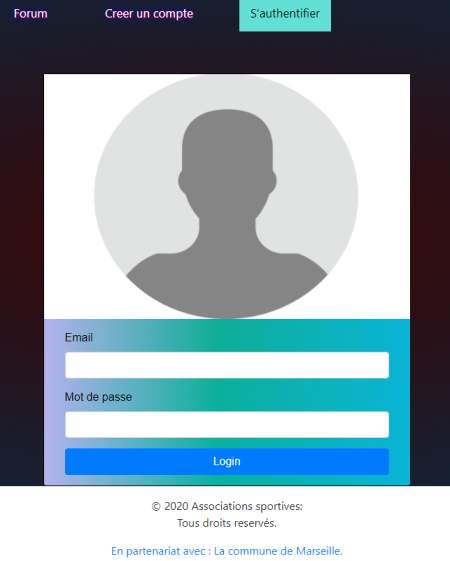 Forum Creer un compte S'authentifier
Email
Mot de passe
Login
© 2020 Associations sportives:
Tous droits reservés.
En partenariat avec : La commune de Marseille.